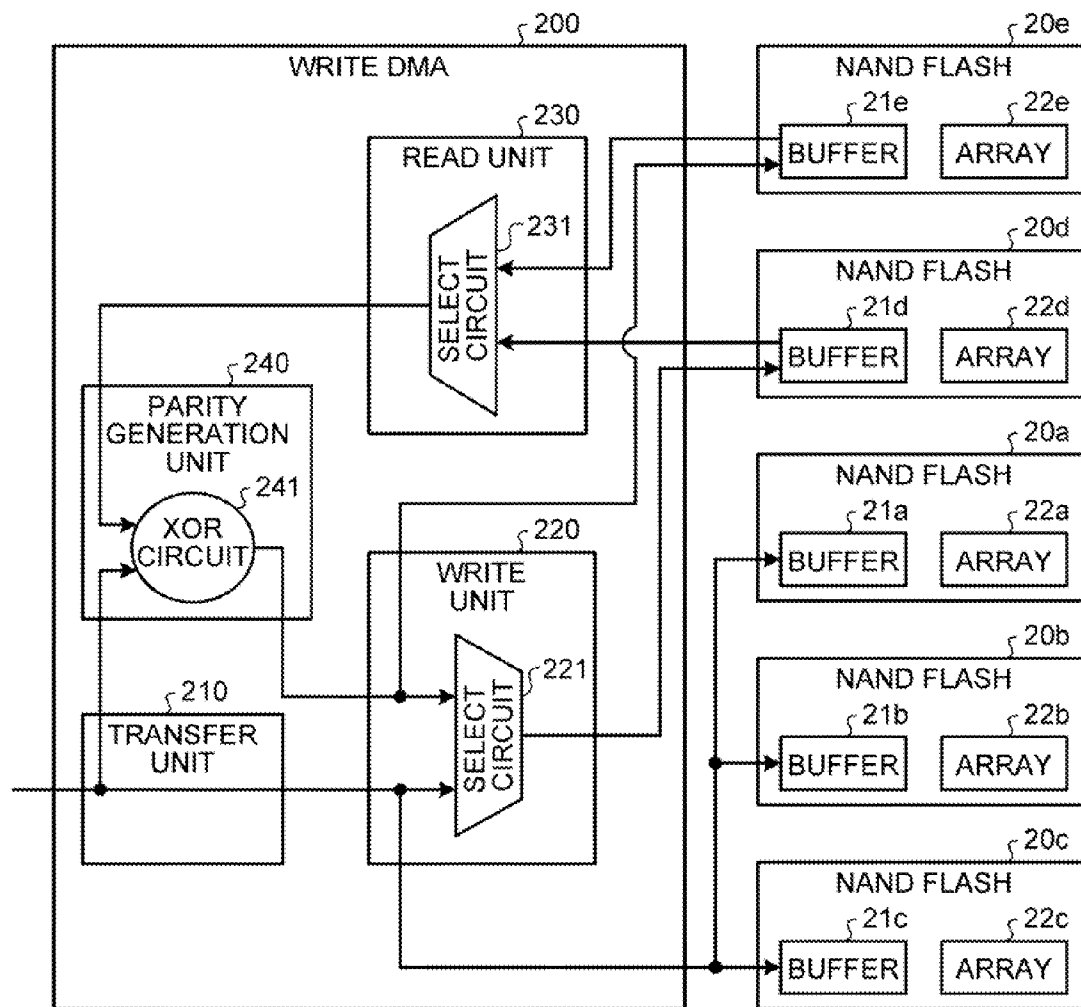 200
WRITE DMA
230
READ UNIT
231
SELECT
CIRCUIT
240
PARITY
GENERATION
UNIT
241
XOR
CIRCUIT
220
WRITE
UNIT
221
SELECT
CIRCUIT
210
TRANSFER
UNIT
20e
NAND FLASH
21e
22e
BUFFER
ARRAY
20d
NAND FLASH
21d
22d
BUFFER
ARRAY
20a
NAND FLASH
21a
22a
BUFFER
ARRAY
20b
NAND FLASH
21b
22b
BUFFER
ARRAY
20c
NAND FLASH
21c
22c
BUFFER
ARRAY